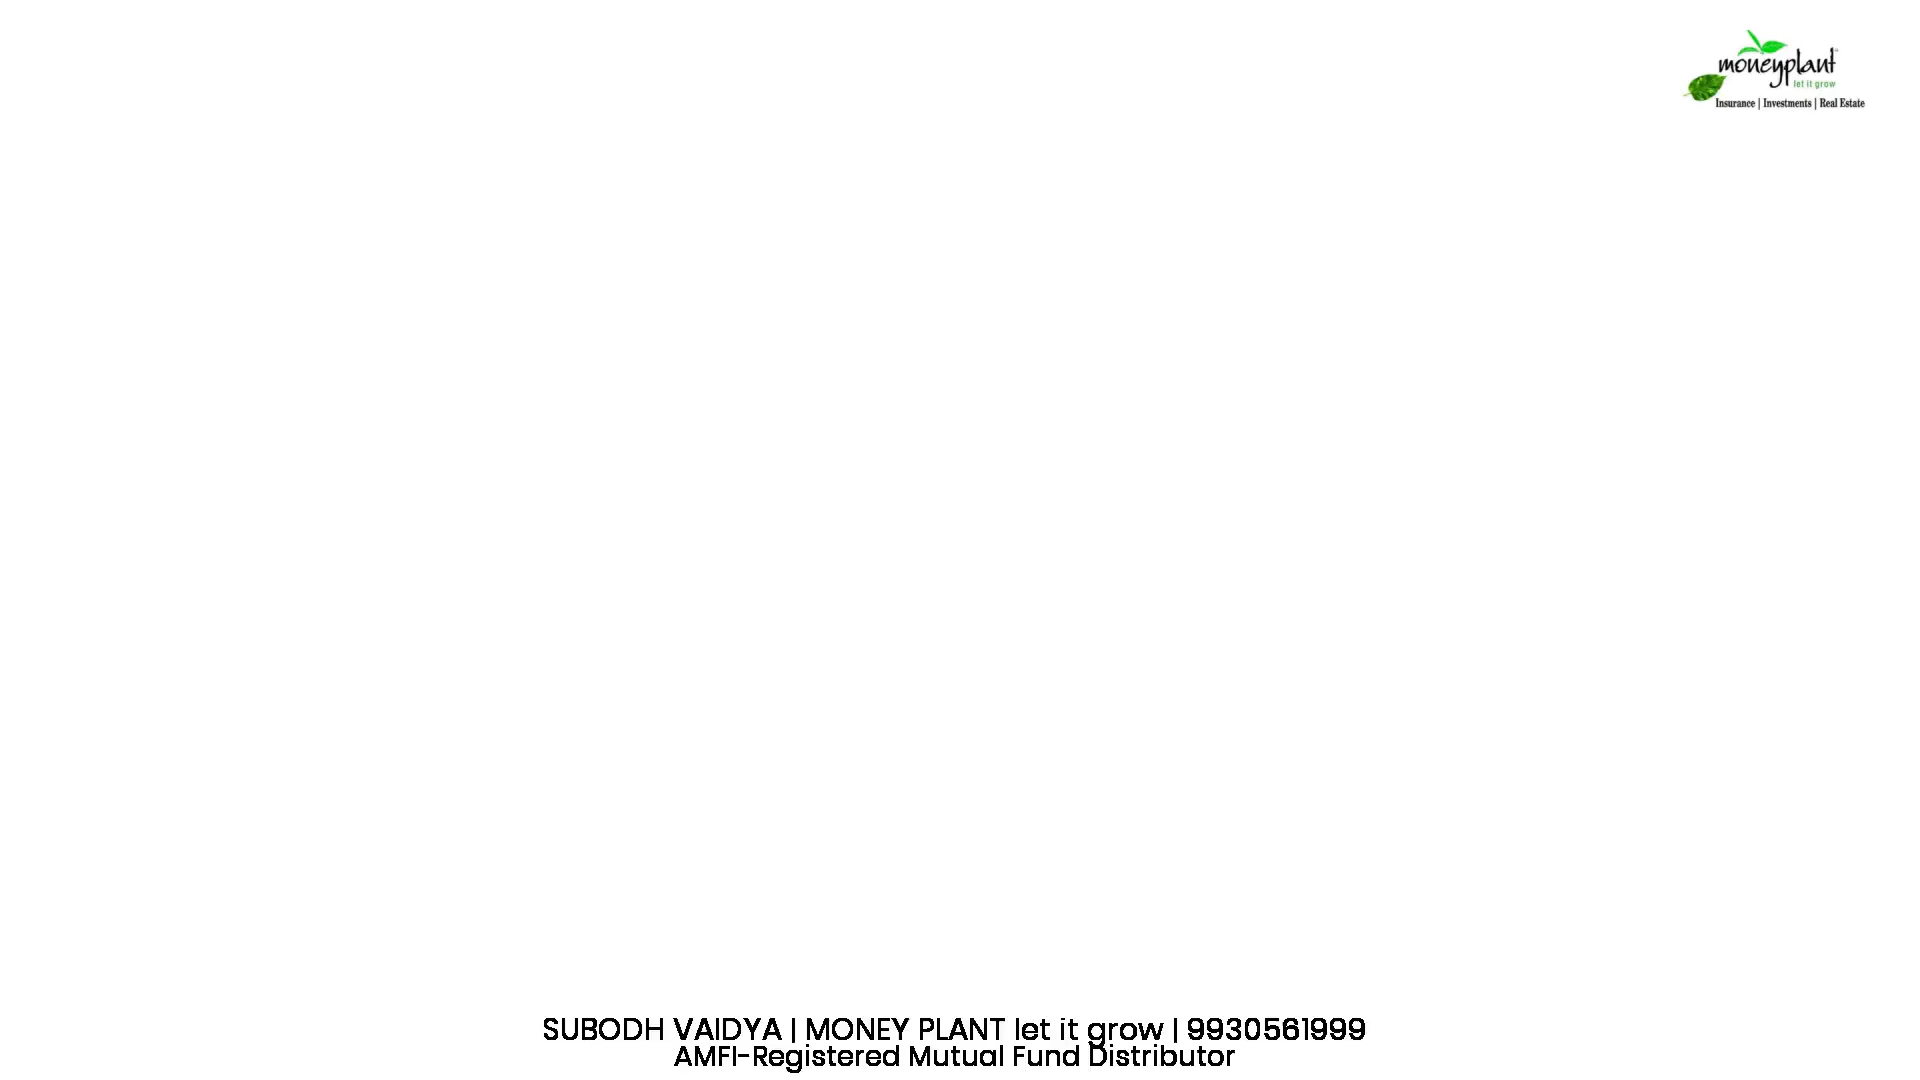 moneyplant
let it grow
Insurance | Investments | Real Estate
SUBODH VAIDYA | MONEY PLANT let it grow | 9930561999
AMFI-Registered Mutual Fund Distributor